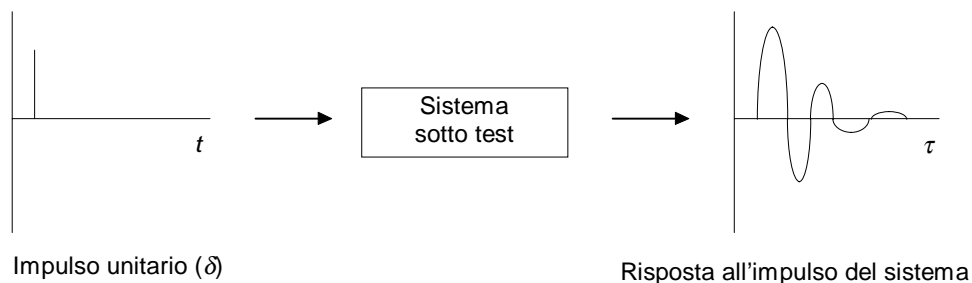 Sistema
sotto test
t
τ
Impulso unitario (δ)
Risposta all'impulso del sistema